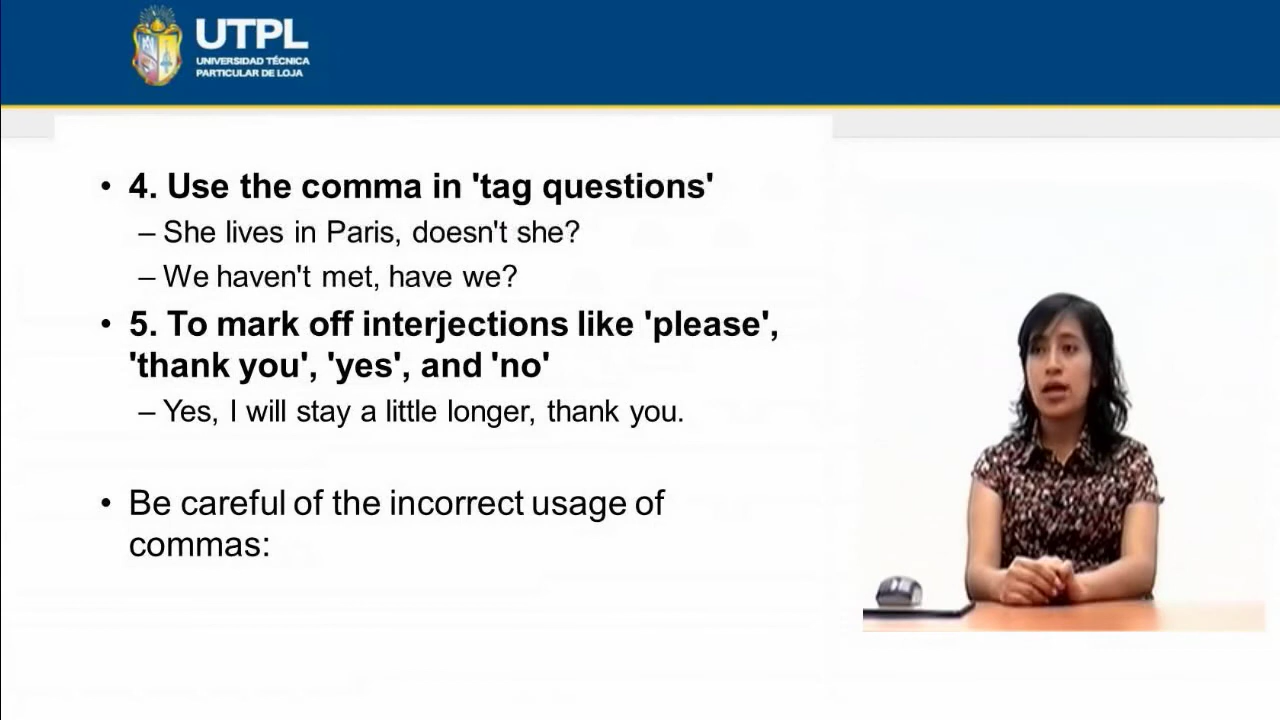 UTPL
UNIVERSIDAD TÉCNICA
PARTICULAR DE LOJA
• 4. Use the comma in 'tag questions'
– She lives in Paris, doesn't she?
– We haven't met, have we?
• 5. To mark off interjections like 'please',
'thank you', 'yes', and 'no'
– Yes, I will stay a little longer, thank you.
• Be careful of the incorrect usage of
commas: